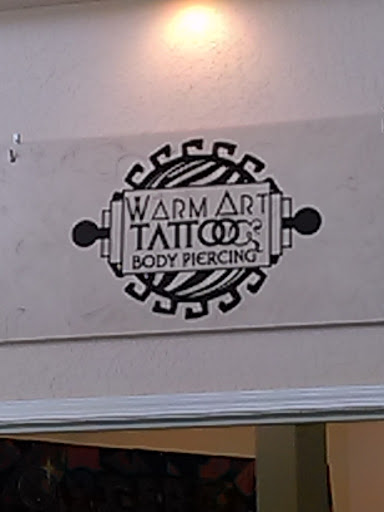 WARM ART
TATTOO &
BODY PIERCING